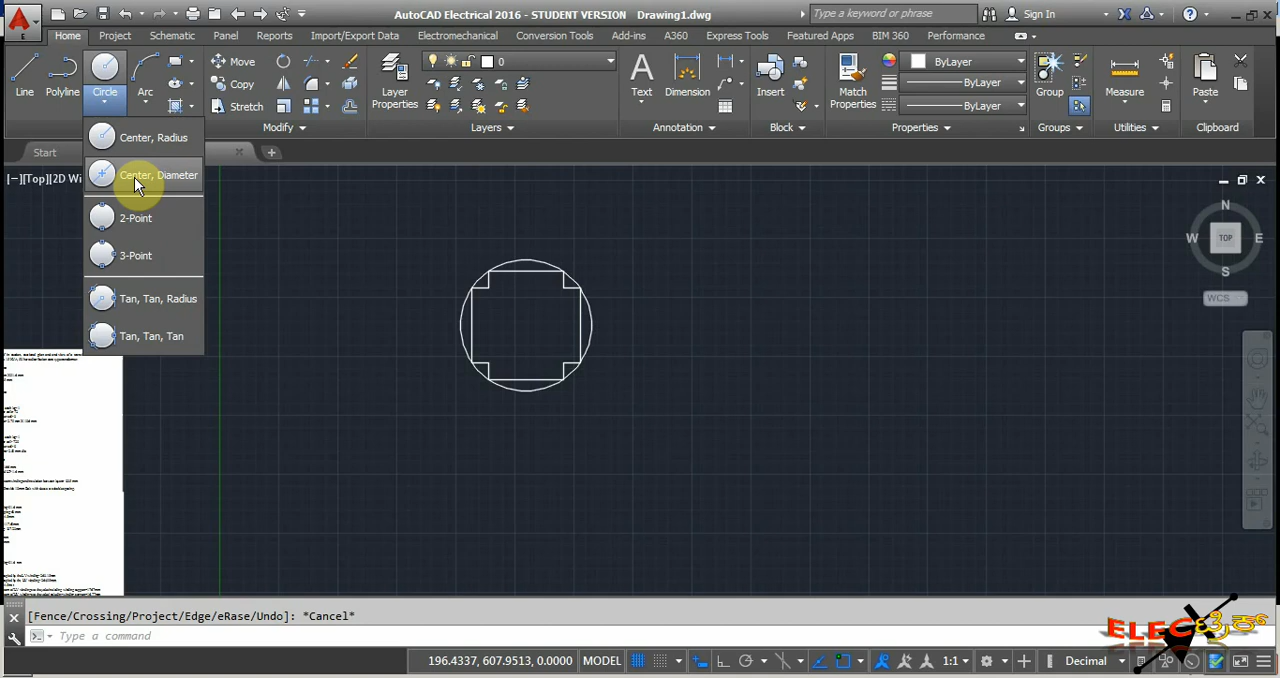 AutoCAD Electrical 2016 - STUDENT VERSION Drawing1.dwg
Type a keyword or phrase
Sign In
Home Project Schematic Panel Reports Import/Export Data Electromechanical Conversion Tools Add-ins A360 Express Tools Featured Apps BIM 360 Performance
Line Polyline Circle Arc
Move
Copy
Stretch
Modify
Layer Properties
0
Layers
Text Dimension
Annotation
Insert
Block
Match Properties
ByLayer
ByLayer
ByLayer
Properties
Group
Groups
Measure
Utilities
Paste
Clipboard
Start
[−][Top][2D Wi
Center, Radius
Center, Diameter
2-Point
3-Point
Tan, Tan, Radius
Tan, Tan, Tan
N
W TOP E
S
WCS
[Fence/Crossing/Project/Edge/eRase/Undo]: *Cancel*
Type a command
196.4337, 607.9513, 0.0000 MODEL 1:1 Decimal